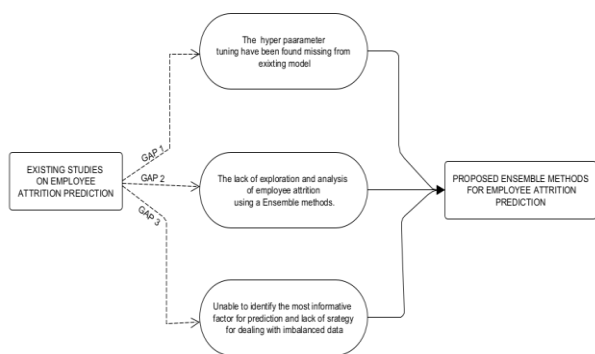 The hyper paarameter
tuning have been found missing from
exixting model
GAP 1
EXISTING STUDIES
ON EMPLOYEE
ATTRITION PREDICTION
GAP 2
The lack of exploration and analysis
of employee attrition
using a Ensemble methods.
PROPOSED ENSEMBLE METHODS
FOR EMPLOYEE ATTRITION
PREDICTION
GAP 3
Unable to identify the most informative
factor for prediction and lack of srategy
for dealing with imbalanced data